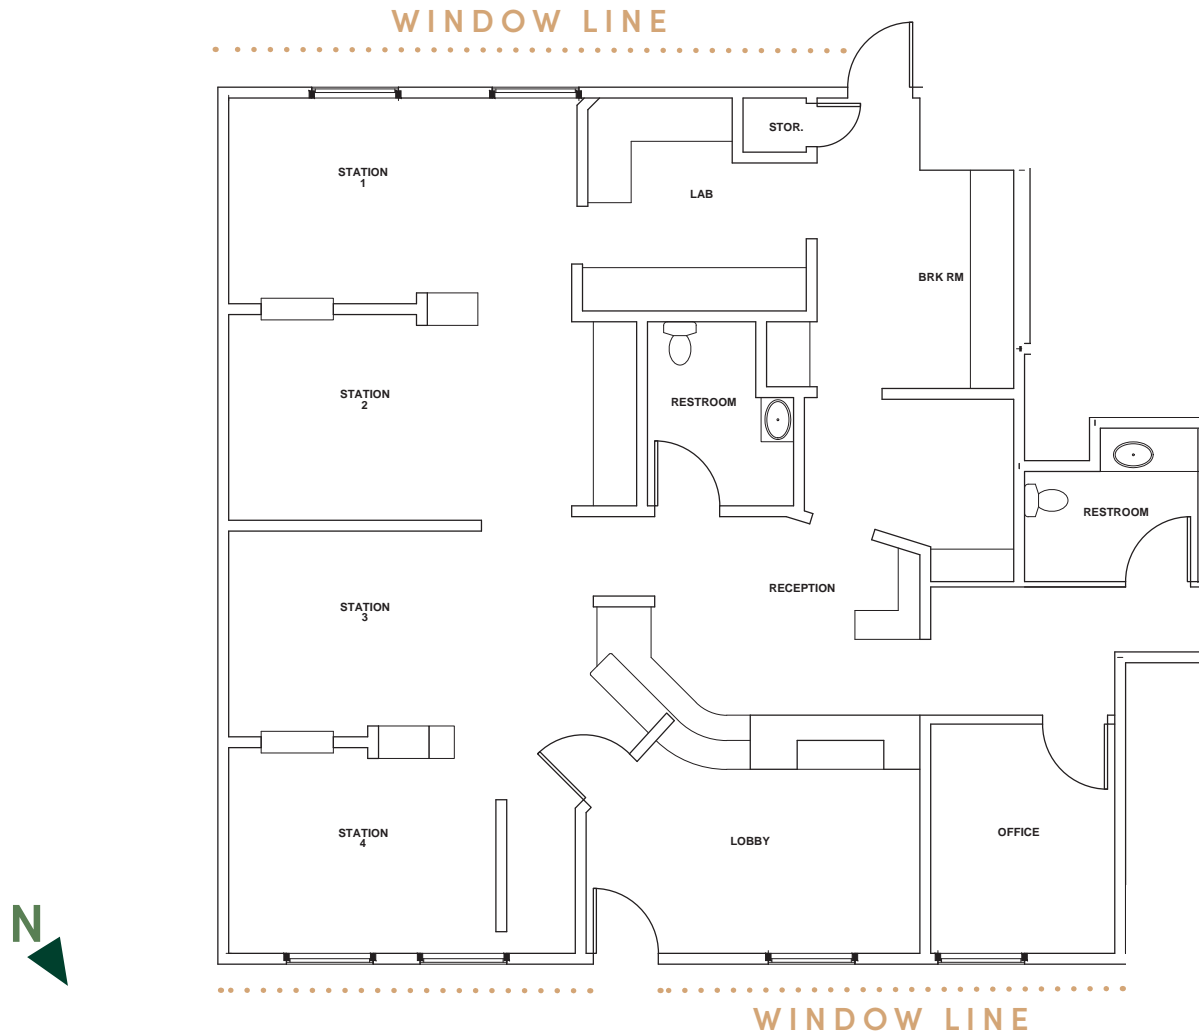 WINDOW LINE
STOR.
STATION
1
LAB
BRK RM
STATION
2
RESTROOM
RESTROOM
RECEPTION
STATION
3
STATION
4
LOBBY
OFFICE
N
WINDOW LINE